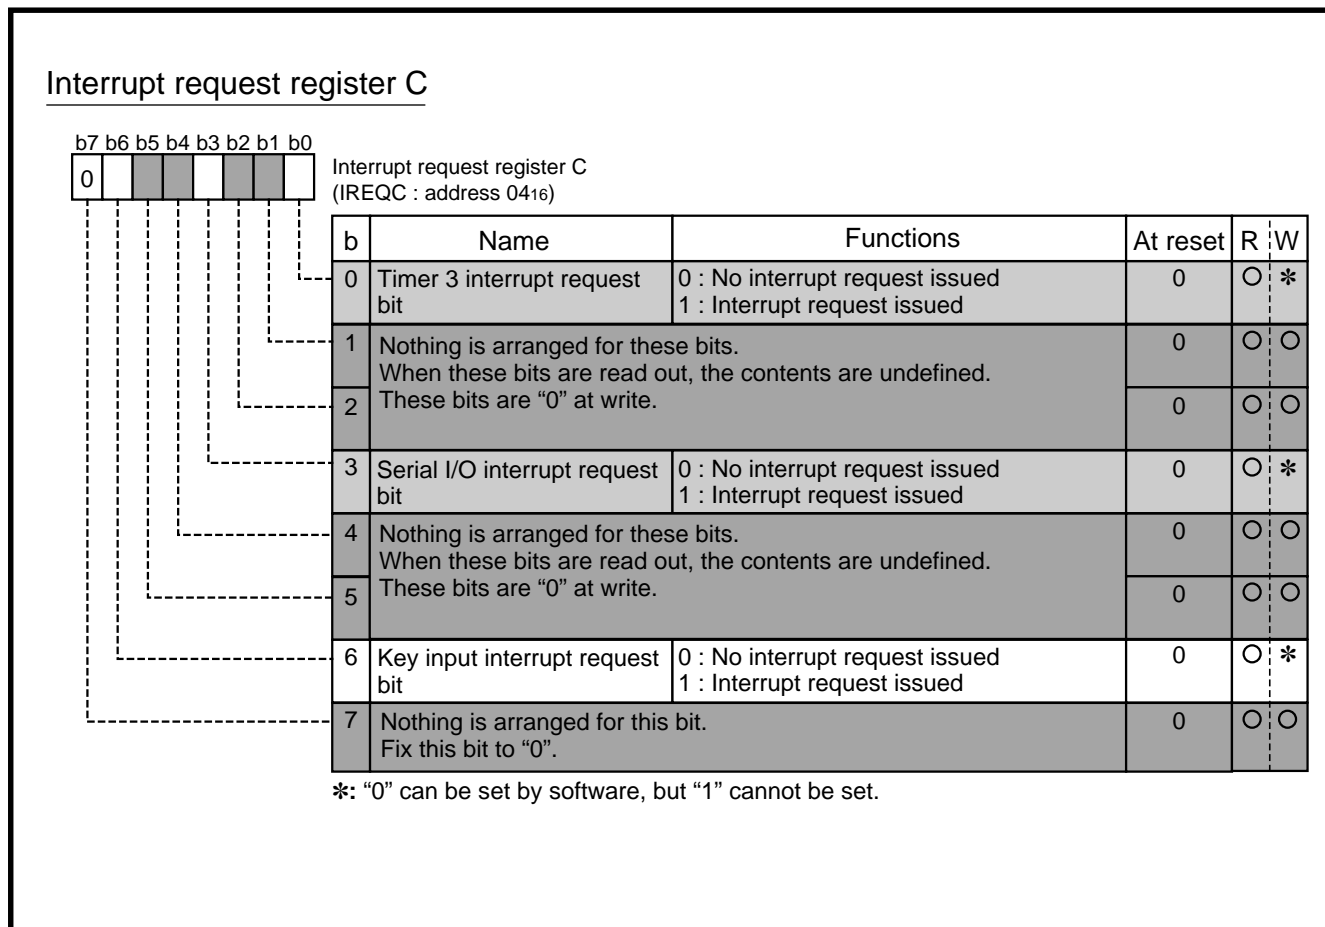 Interrupt request register C
b7 b6 b5 b4 b3 b2 b1 b0
0
Interrupt request register C
(IREQC : address 0416)
b Name Functions At reset R W
0 Timer 3 interrupt request bit 0 : No interrupt request issued 0 ○ ✻
1 : Interrupt request issued
1 Nothing is arranged for these bits. 0 ○ ○
When these bits are read out, the contents are undefined.
2 These bits are “0” at write. 0 ○ ○
3 Serial I/O interrupt request bit 0 : No interrupt request issued 0 ○ ✻
1 : Interrupt request issued
4 Nothing is arranged for these bits. 0 ○ ○
When these bits are read out, the contents are undefined.
5 These bits are “0” at write. 0 ○ ○
6 Key input interrupt request bit 0 : No interrupt request issued 0 ○ ✻
1 : Interrupt request issued
7 Nothing is arranged for this bit. 0 ○ ○
Fix this bit to “0”.
✻: “0” can be set by software, but “1” cannot be set.